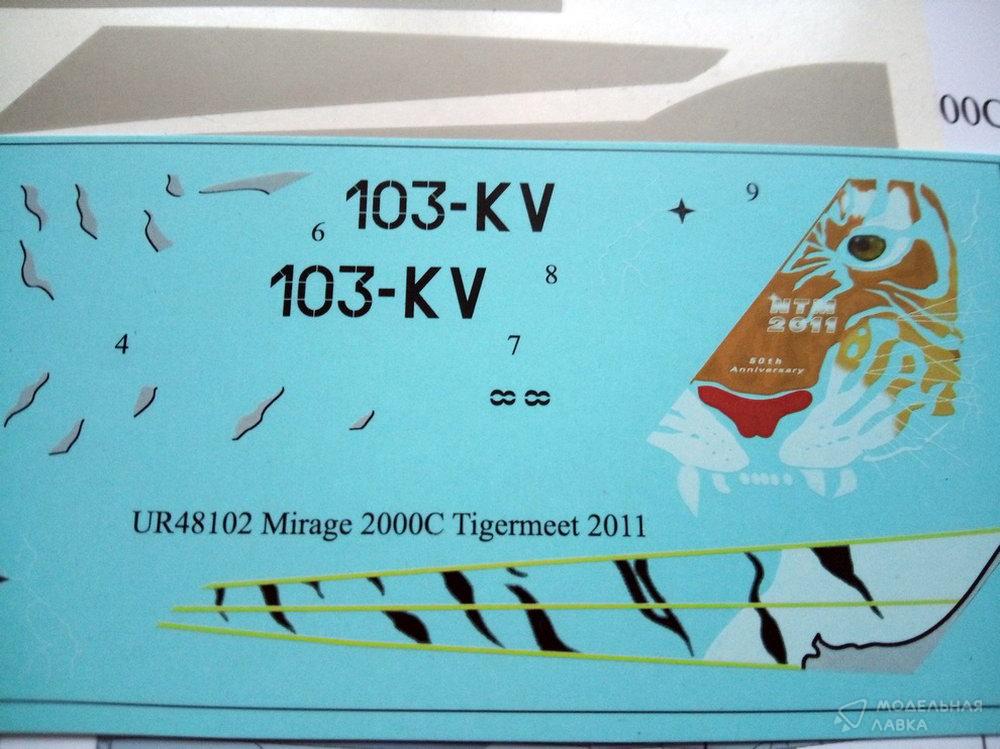 00C
9
6
103-KV
8
103-KV
NTM
2011
4
7
50th
Anniversary
UR48102 Mirage 2000C Tigermeet 2011
МОДЕЛЬНАЯ
ЛАВКА